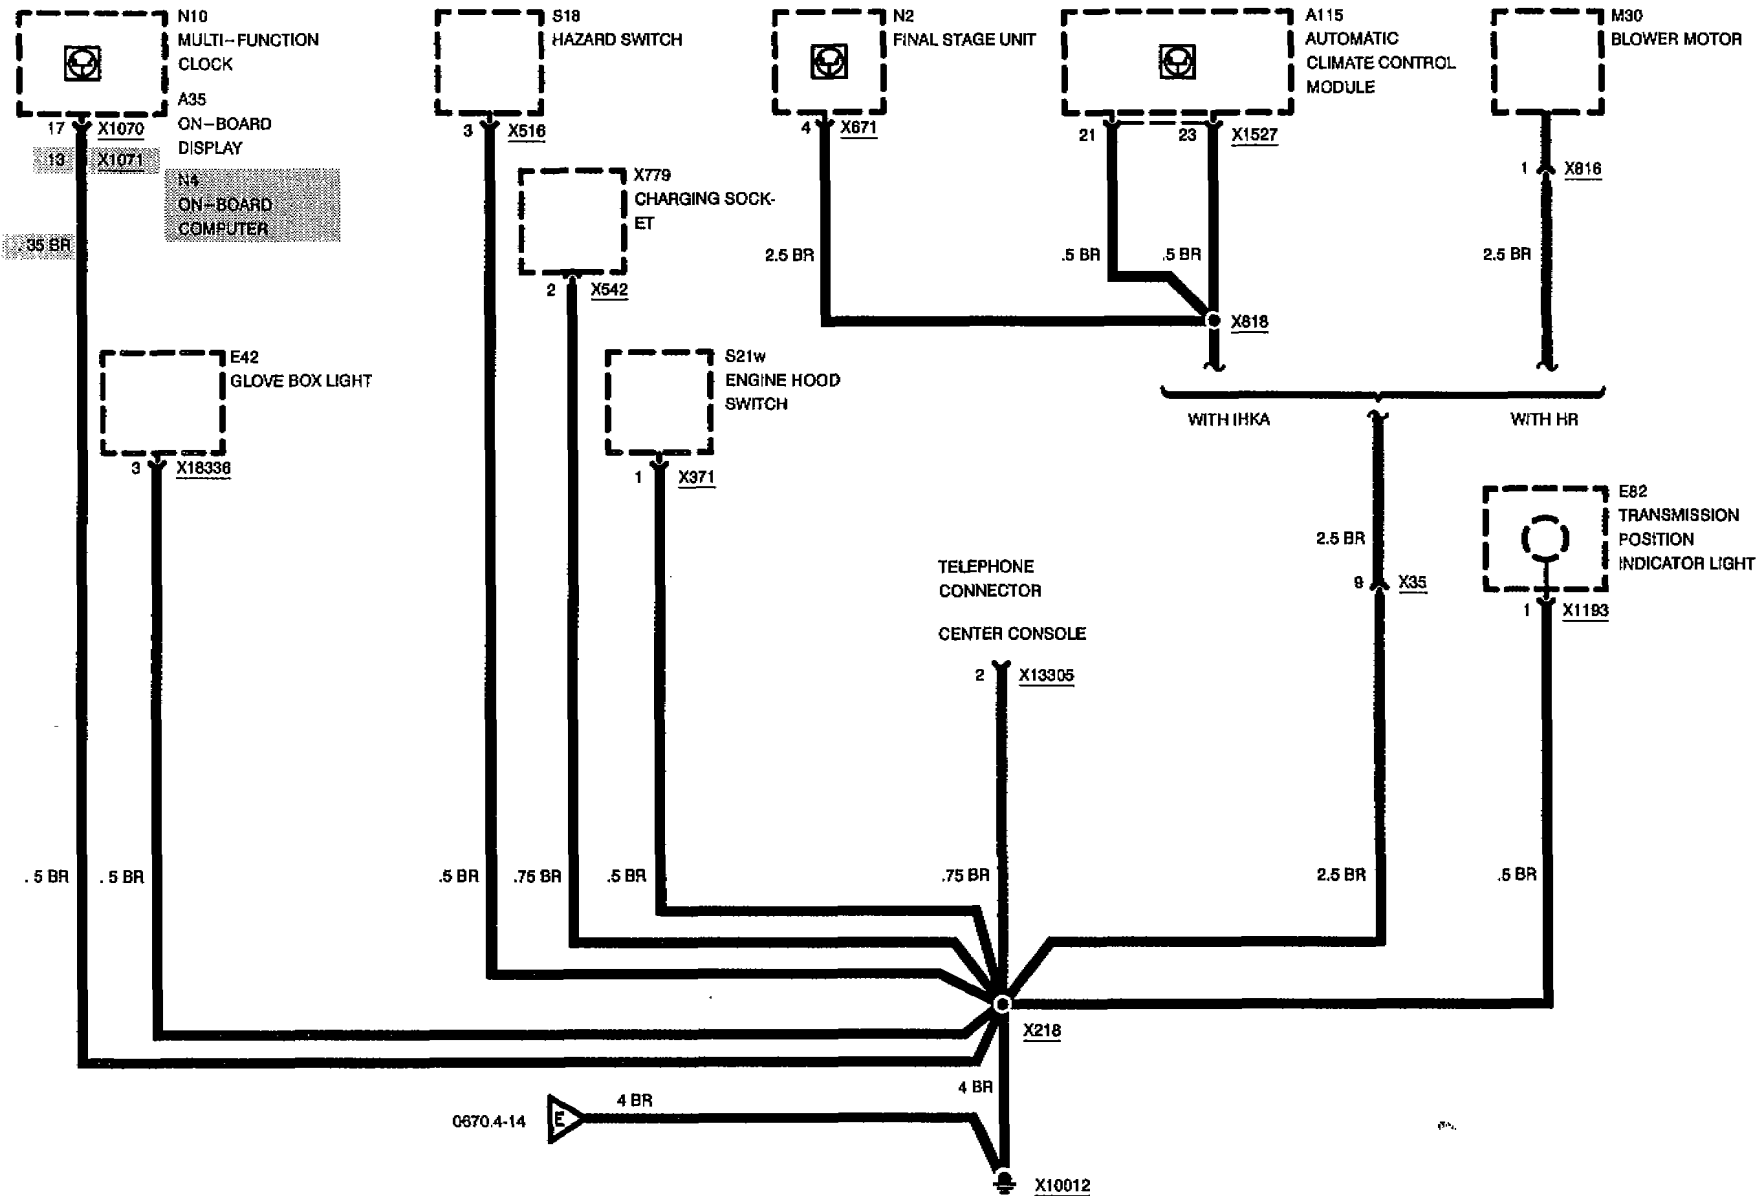 N10
MULTI-FUNCTION
CLOCK
A35
ON-BOARD
DISPLAY
17 X1070
13 X1071
N4
ON-BOARD
COMPUTER
.35 BR
S18
HAZARD SWITCH
3 X516
X779
CHARGING SOCK-
ET
2 X542
N2
FINAL STAGE UNIT
4 X671
2.5 BR
A115
AUTOMATIC
CLIMATE CONTROL
MODULE
21 23 X1527
.5 BR .5 BR
X818
M30
BLOWER MOTOR
1 X816
2.5 BR
E42
GLOVE BOX LIGHT
3 X18336
S21w
ENGINE HOOD
SWITCH
1 X371
WITH IHKA
WITH HR
2.5 BR
9 X35
E82
TRANSMISSION
POSITION
INDICATOR LIGHT
1 X1193
TELEPHONE
CONNECTOR
CENTER CONSOLE
2 X13305
.5 BR .5 BR .5 BR .75 BR .5 BR .75 BR 2.5 BR .5 BR
X218
4 BR
0670.4-14 E 4 BR
X10012